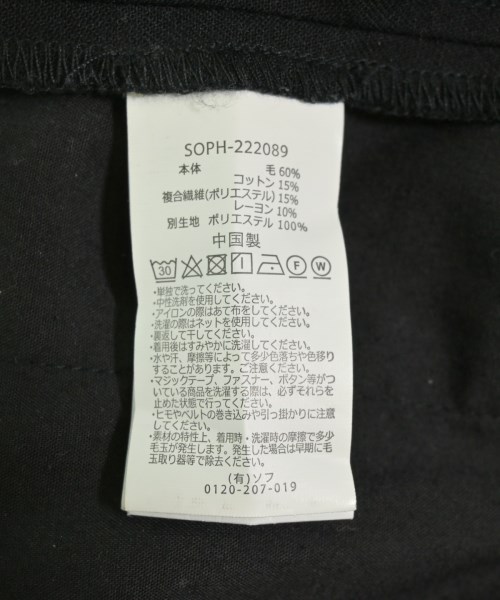 SOPH-222089
本体 毛 60%
コットン 15%
複合繊維(ポリエステル) 15%
レーヨン 10%
別生地 ポリエステル 100%
中国製
30 F W
・単独で洗ってください。
・中性洗剤を使用してください。
・アイロンの際はあて布をしてください。
・洗濯の際はネットを使用してください。
・裏返して干してください。
・着用後はすみやかに洗濯してください。
・水や汗、摩擦等によって多少色落ちや色移り
することがあります。ご注意ください。
・マジックテープ、ファスナー、ボタン等がつ
いている商品を洗濯する際は、必ずそれらを
止めた状態で行ってください。
・ヒモやベルトの巻き込みや引っ掛かりに注意
してください。
・素材の特性上、着用時・洗濯時の摩擦で多少
毛玉が発生します。発生した場合は早期に毛
玉取り器等で除去ください。
(有)ソフ
0120-207-019